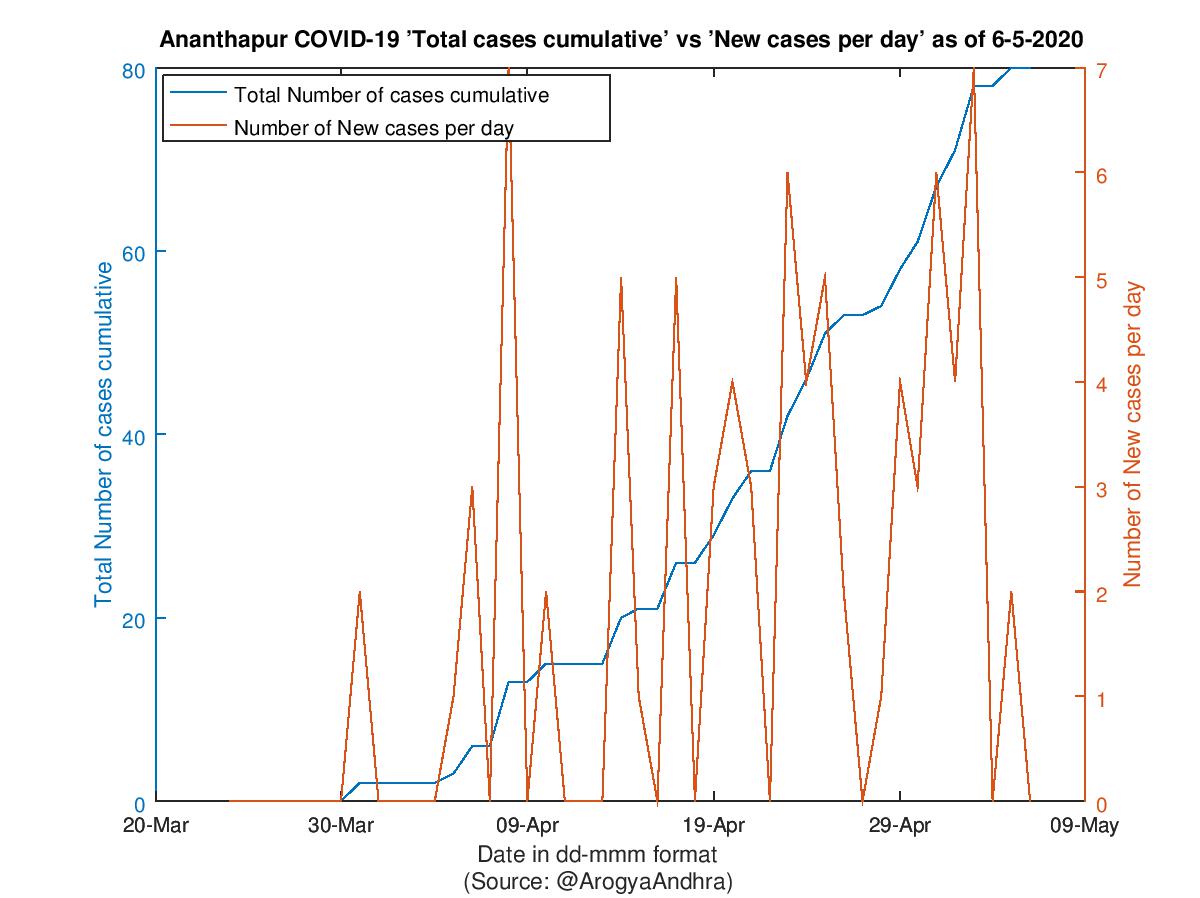 Ananthapur COVID-19 ’Total cases cumulative’ vs ’New cases per day’ as of 6-5-2020
Total Number of cases cumulative
Number of New cases per day
80
60
40
20
0
Total Number of cases cumulative
7
6
5
4
3
2
1
0
Number of New cases per day
20-Mar 30-Mar 09-Apr 19-Apr 29-Apr 09-May
Date in dd-mmm format
(Source: @ArogyaAndhra)